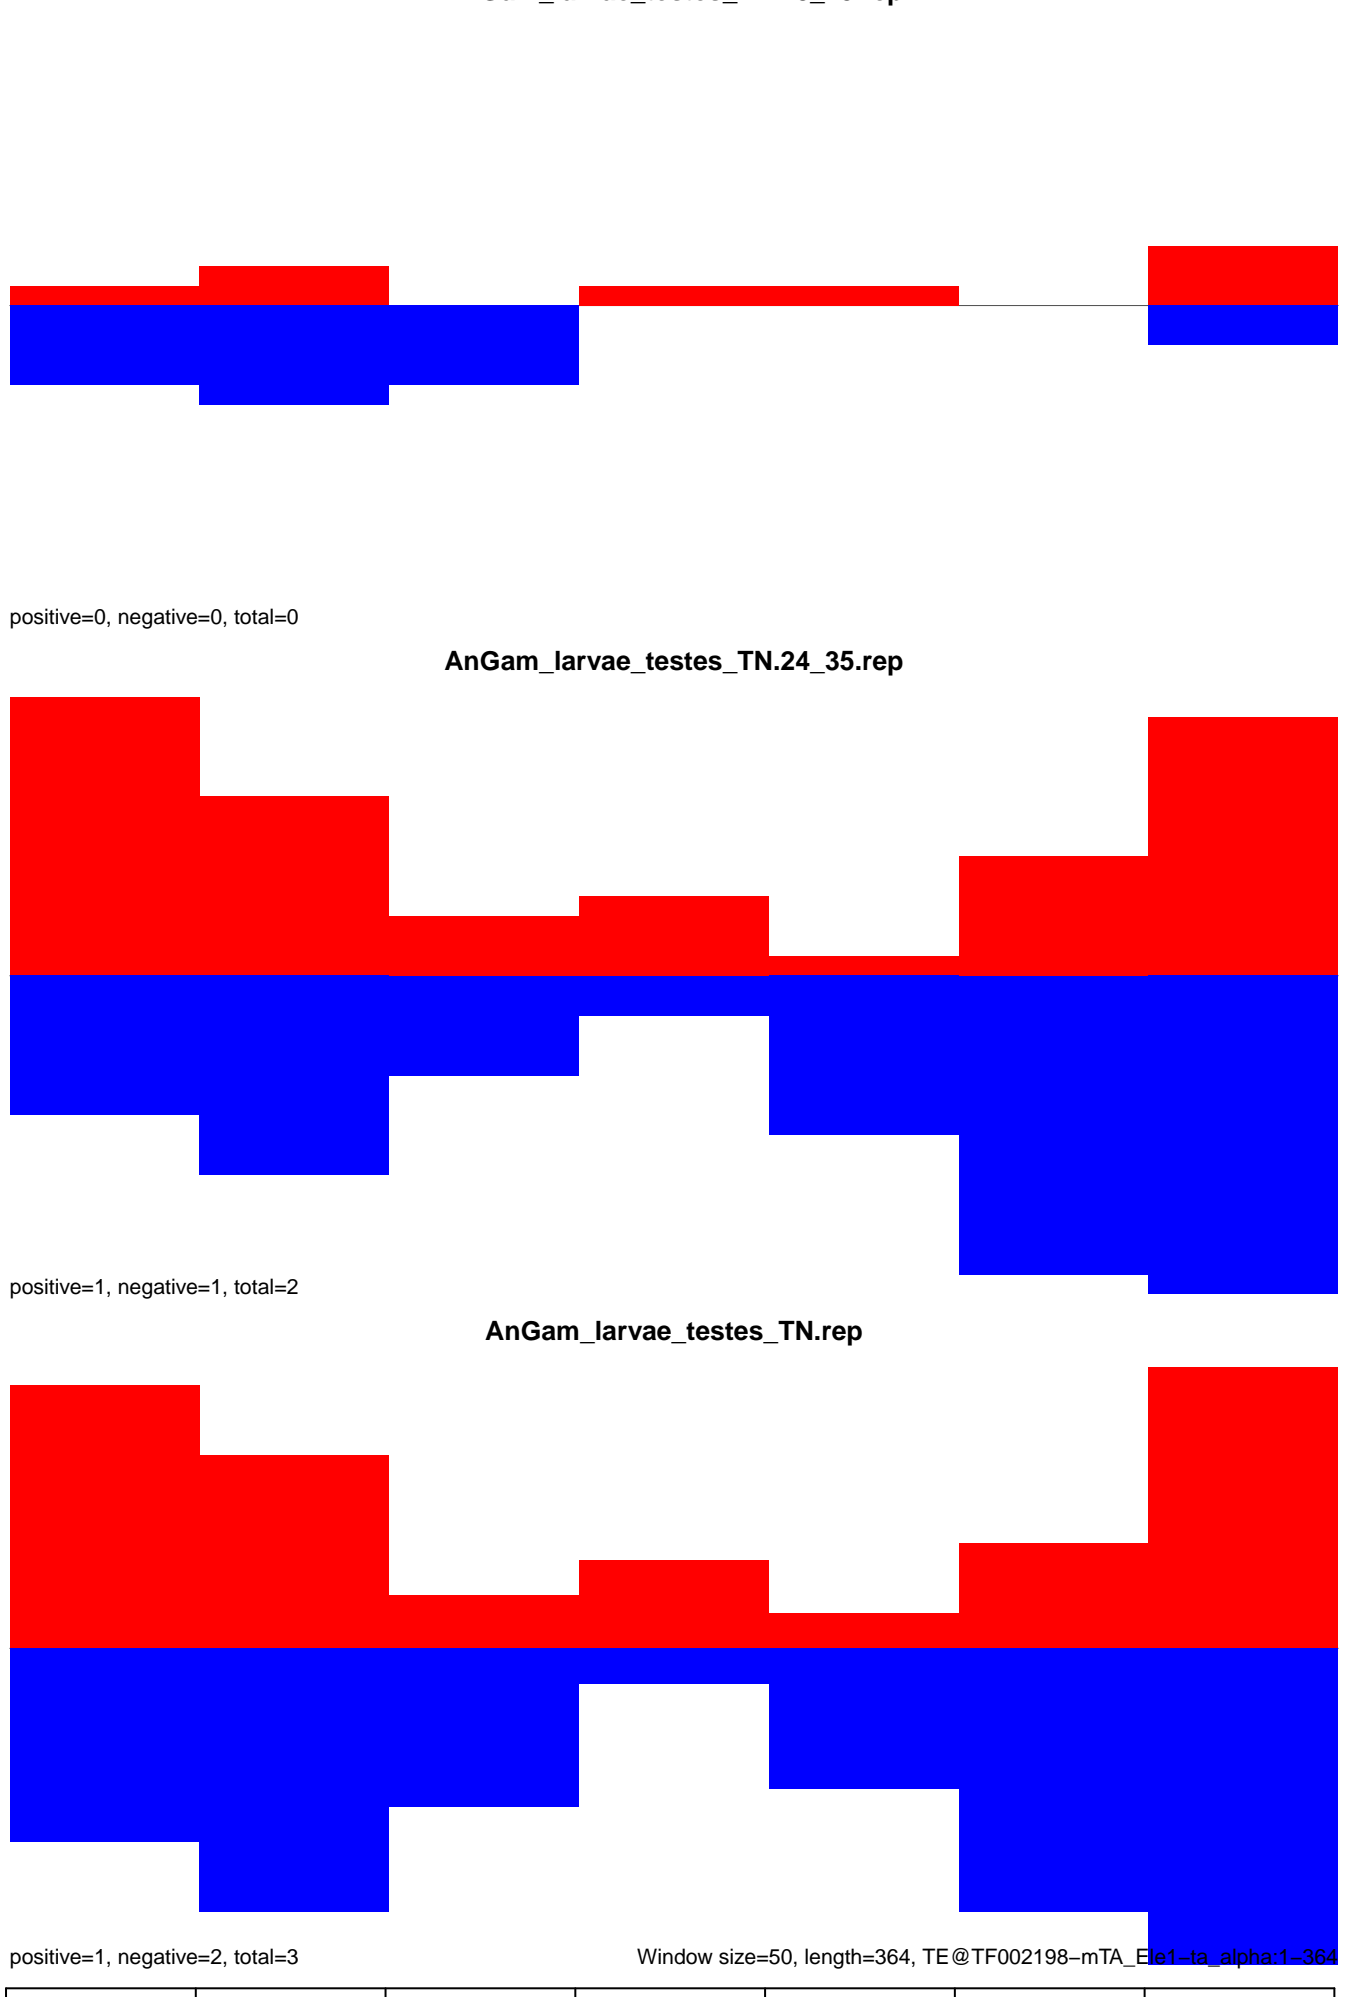 positive=0, negative=0, total=0
AnGam_larvae_testes_TN.24_35.rep
positive=1, negative=1, total=2
AnGam_larvae_testes_TN.rep
positive=1, negative=2, total=3
Window size=50, length=364, TE@TF002198−mTA_Ele1−ta_alpha:1−364